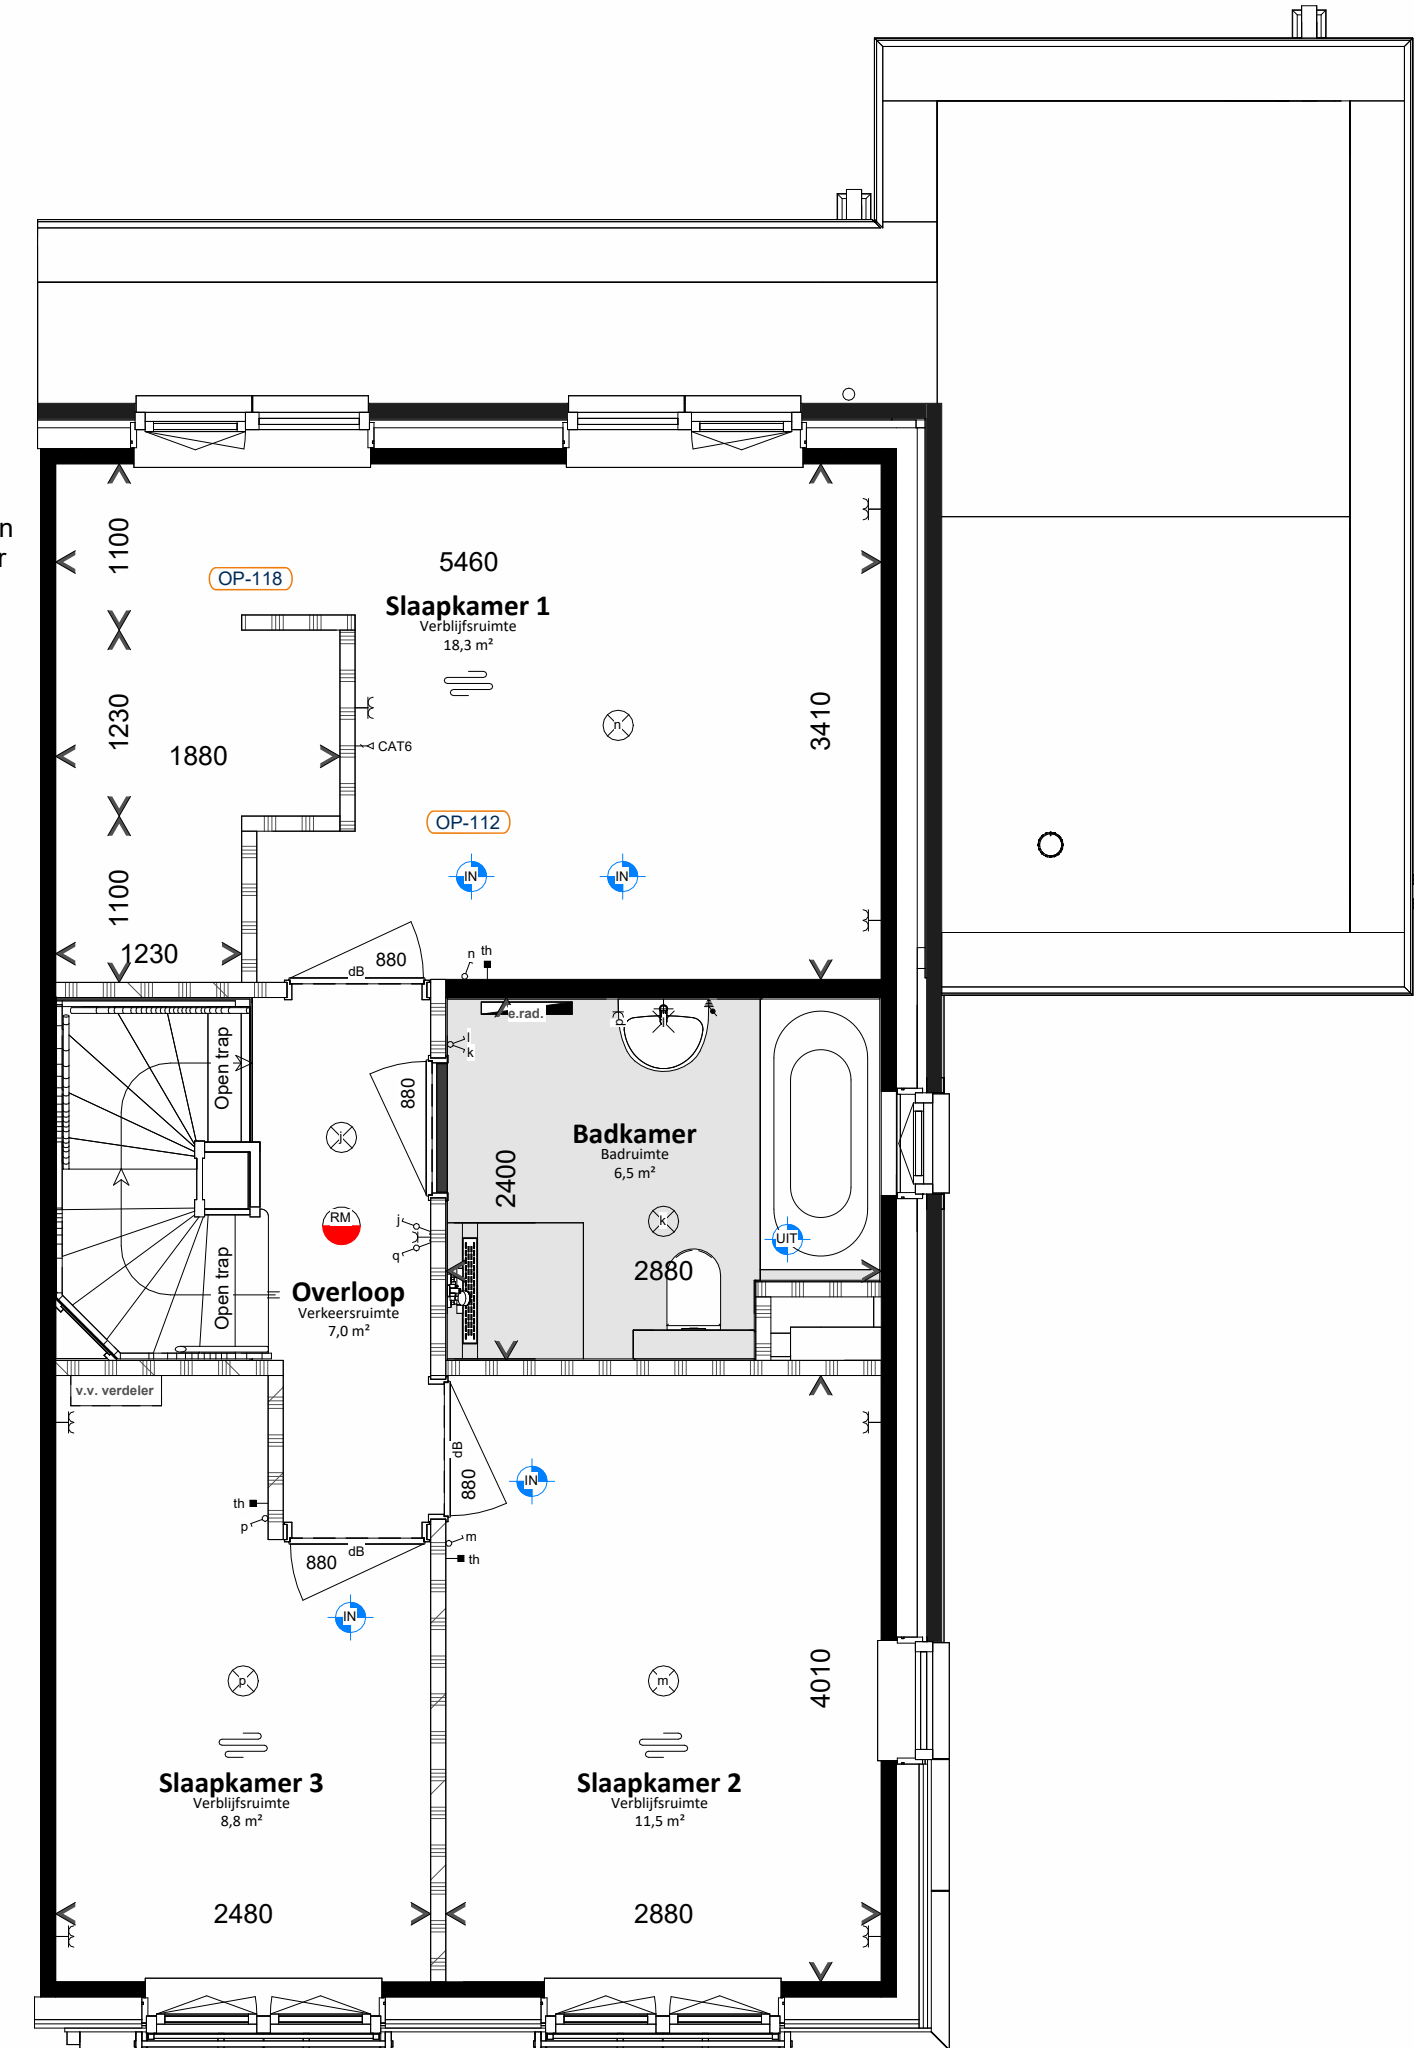 n
r
1100
5460
OP-118
Slaapkamer 1
Verblijfsruimte
18,3 m²
1230
n
3410
CAT6
1880
OP-112
IN
IN
1100
1230
880
dB
n
th
e.rad.
p
Open trap
l
k
880
j
Badkamer
Badruimte
6,5 m²
2400
RM
j
q
k
UIT
2880
Open trap
Overloop
Verkeersruimte
7,0 m²
v.v. verdeler
dB
880
IN
th
p
m
th
880
dB
IN
p
m
4010
Slaapkamer 3
Verblijfsruimte
8,8 m²
Slaapkamer 2
Verblijfsruimte
11,5 m²
2480
2880